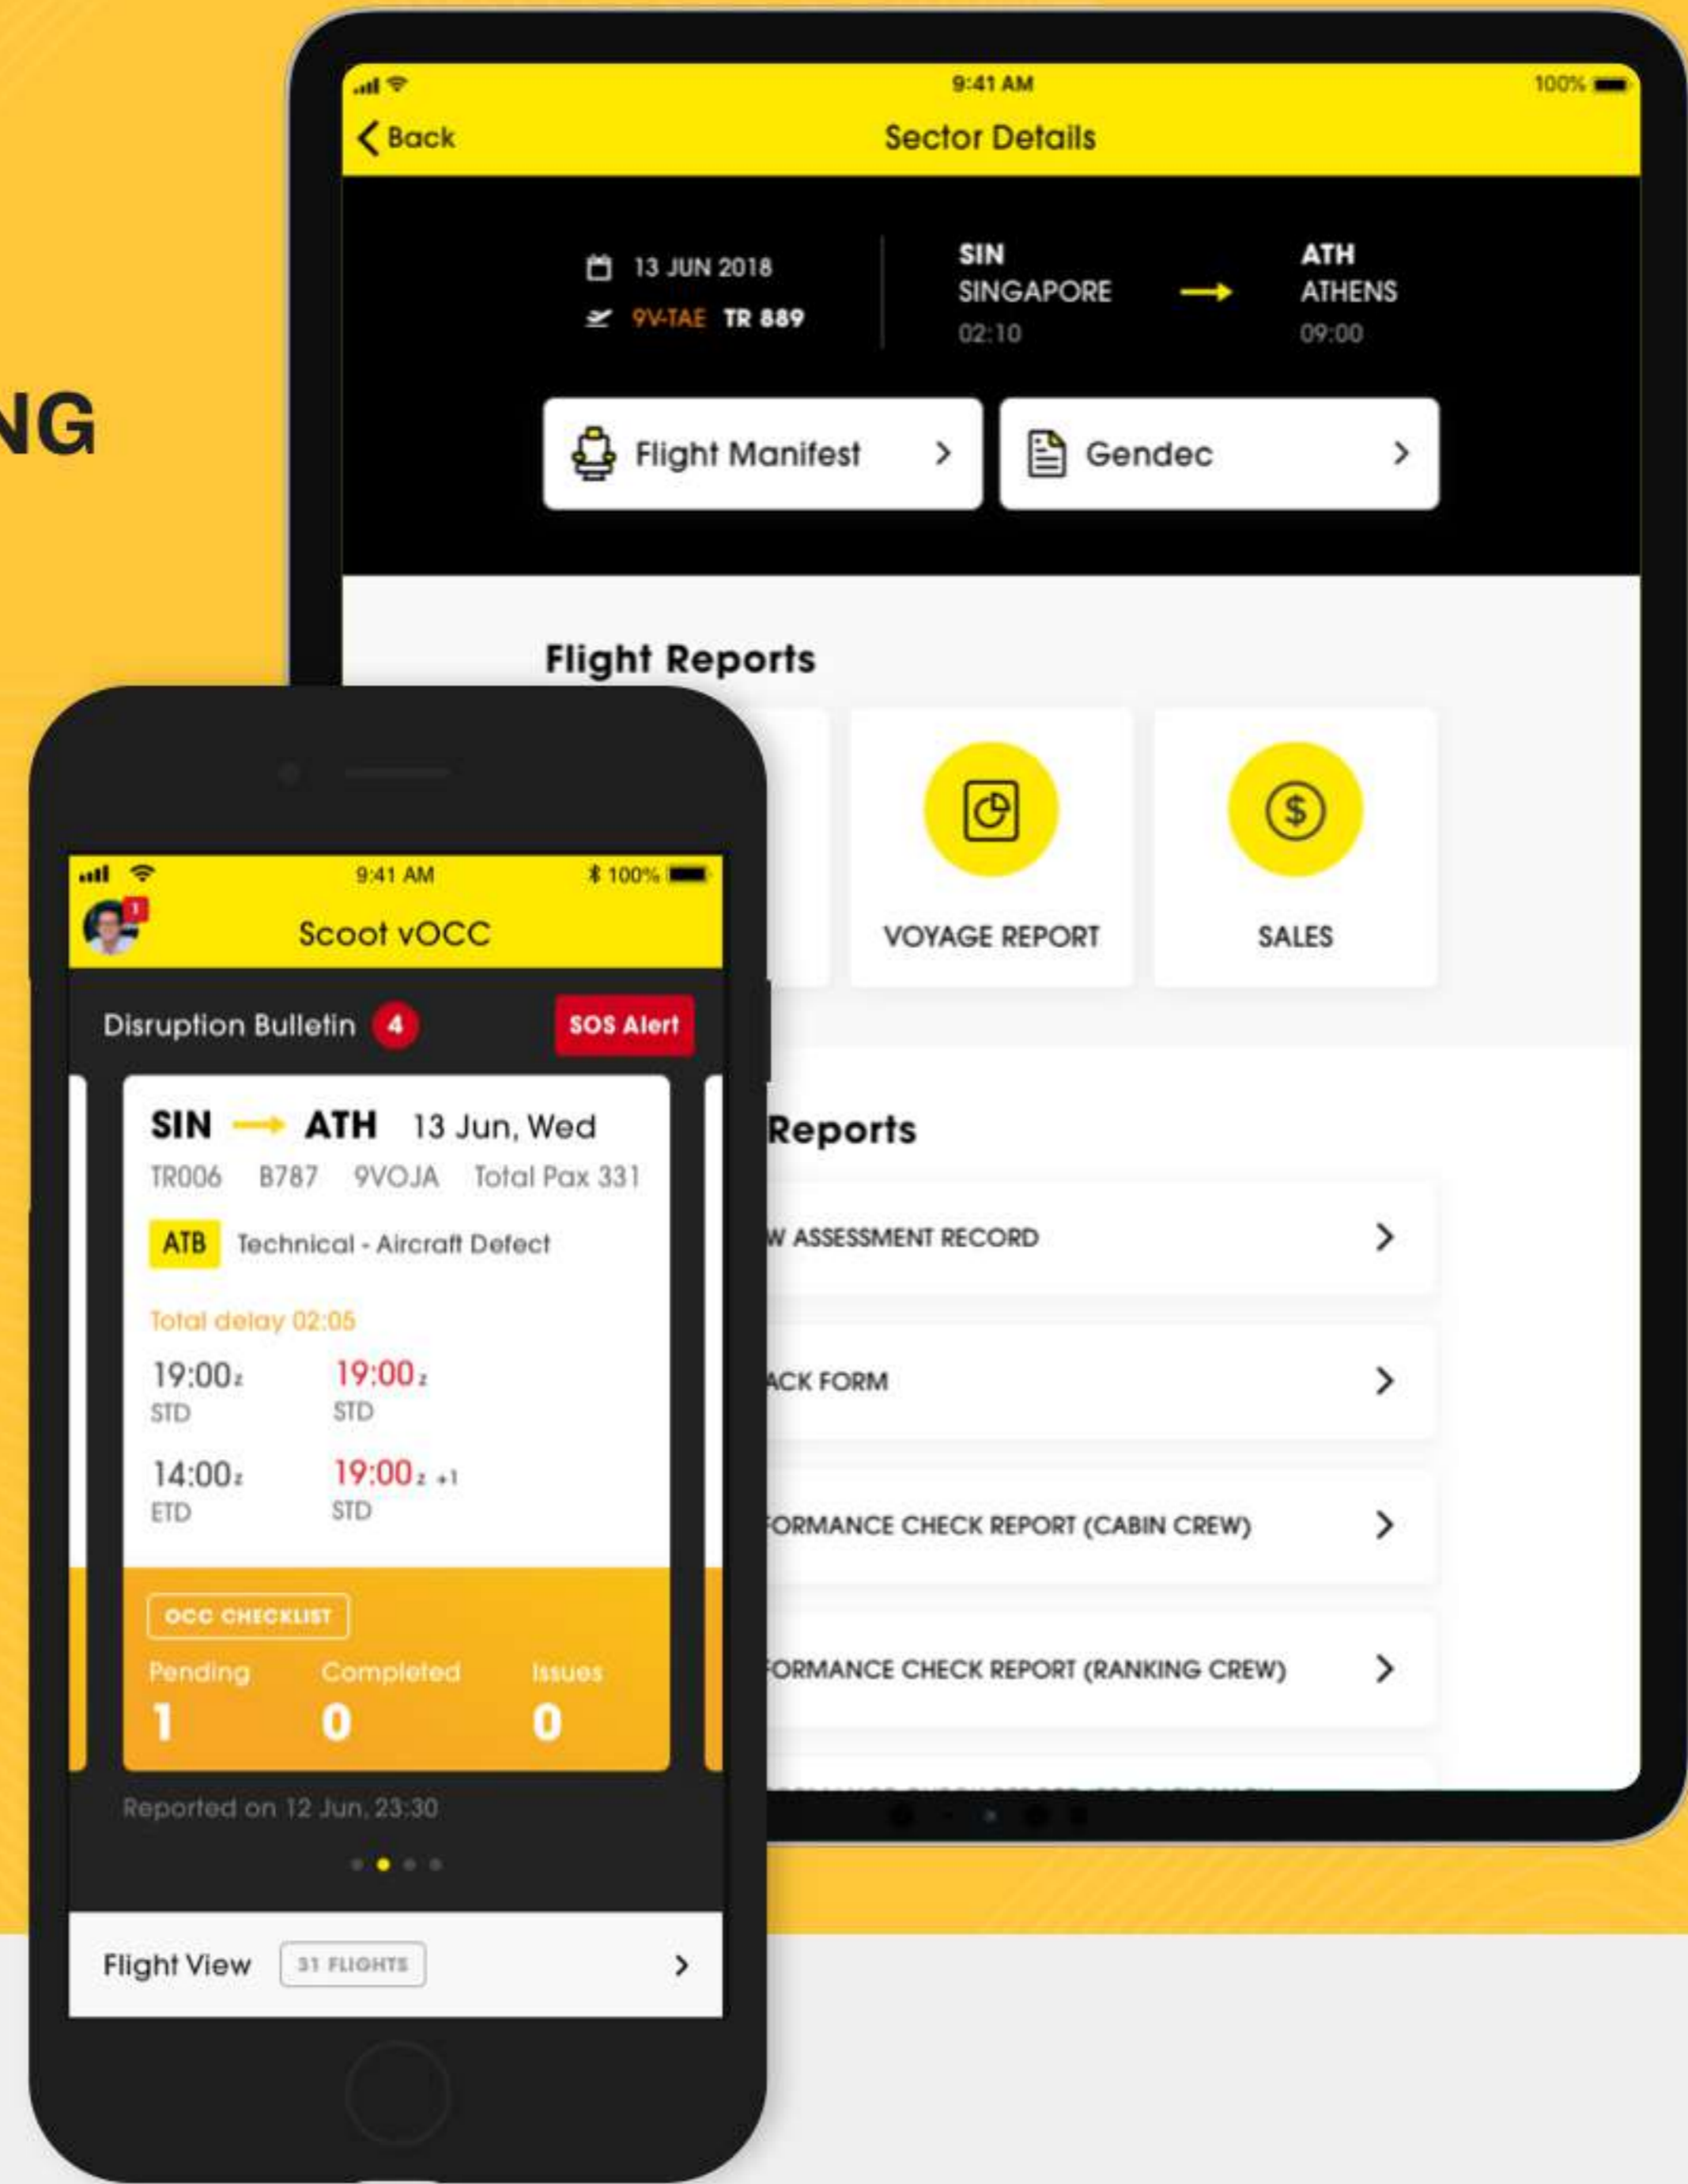 NG
9:41 AM 100%
Back Sector Details
13 JUN 2018
9V-TAE TR 889
SIN
SINGAPORE
02:10
ATH
ATHENS
09:00
Flight Manifest
Gendec
Flight Reports
VOYAGE REPORT
SALES
Reports
W ASSESSMENT RECORD
ACK FORM
FORMANCE CHECK REPORT (CABIN CREW)
FORMANCE CHECK REPORT (RANKING CREW)
9:41 AM 100%
1
Scoot vOCC
Disruption Bulletin 4 SOS Alert
SIN ATH 13 Jun, Wed
TR006 B787 9VOJA Total Pax 331
ATB Technical - Aircraft Defect
Total delay 02:05
19:00z 19:00z
STD STD
14:00z 19:00z +1
ETD STD
OCC CHECKLIST
Pending Completed Issues
1 0 0
Reported on 12 Jun, 23:30
Flight View 31 FLIGHTS